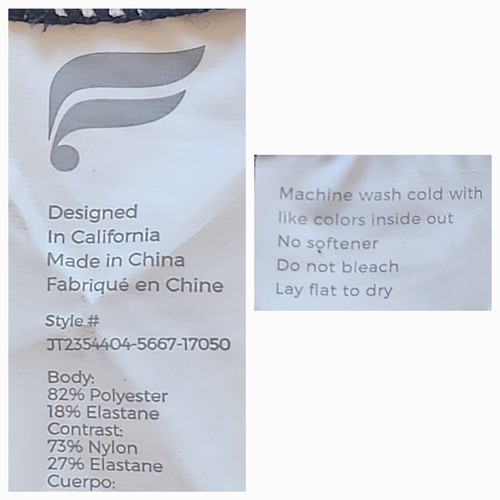 Designed
In California
Made in China
Fabriqué en Chine
Style #
JT2354404-5667-17050
Body:
82% Polyester
18% Elastane
Contrast:
73% Nylon
27% Elastane
Cuerpo:
Machine wash cold with
like colors inside out
No softener
Do not bleach
Lay flat to dry